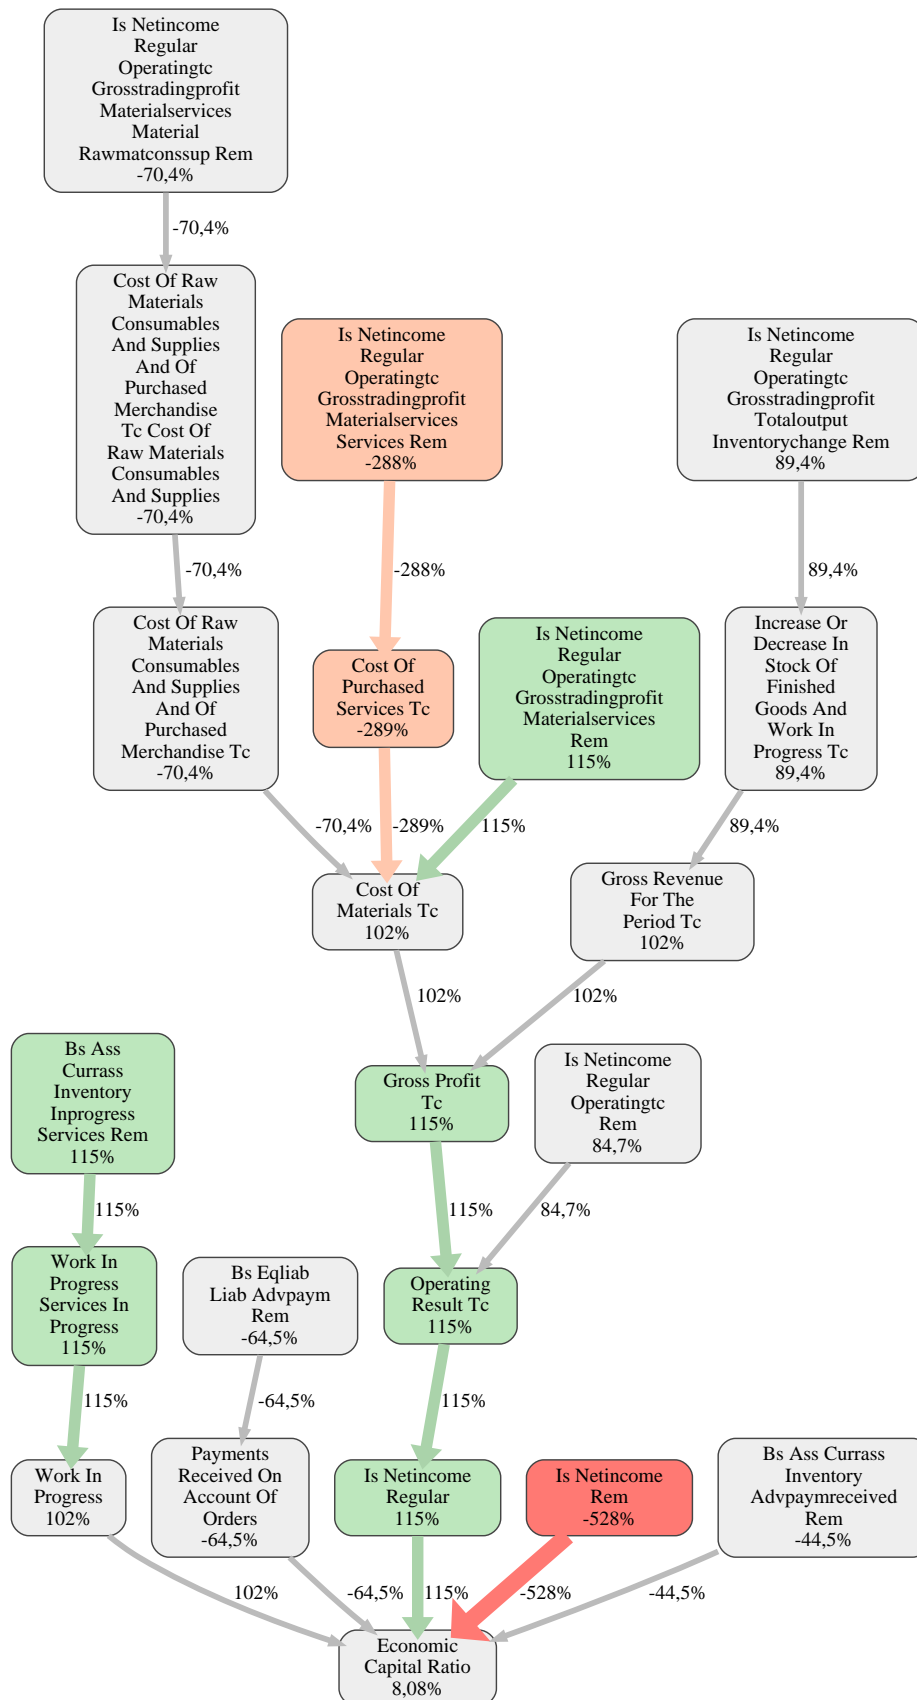 Is Netincome
Regular
Operatingtc
Grosstradingprofit
Materialservices
Material
Rawmatconssup Rem
-70,4%
-70,4%
Cost Of Raw
Materials
Consumables
And Supplies
And Of
Purchased
Merchandise
Tc Cost Of
Raw Materials
Consumables
And Supplies
-70,4%
Is Netincome
Regular
Operatingtc
Grosstradingprofit
Materialservices
Services Rem
-288%
Is Netincome
Regular
Operatingtc
Grosstradingprofit
Totaloutput
Inventorychange Rem
89,4%
-70,4%
-288%
89,4%
Cost Of Raw
Materials
Consumables
And Supplies
And Of
Purchased
Merchandise Tc
-70,4%
Cost Of
Purchased
Services Tc
-289%
Is Netincome
Regular
Operatingtc
Grosstradingprofit
Materialservices
Rem
115%
Increase Or
Decrease In
Stock Of
Finished
Goods And
Work In
Progress Tc
89,4%
-70,4%
-289%
115%
89,4%
Cost Of
Materials Tc
102%
Gross Revenue
For The
Period Tc
102%
102%
102%
Bs Ass
Currass
Inventory
Inprogress
Services Rem
115%
Gross Profit
Tc
115%
Is Netincome
Regular
Operatingtc
Rem
84,7%
115%
115%
84,7%
Work In
Progress
Services In
Progress
115%
Bs Eqliab
Liab Advpaym
Rem
-64,5%
Operating
Result Tc
115%
115%
-64,5%
115%
Work In
Progress
102%
Payments
Received On
Account Of
Orders
-64,5%
Is Netincome
Regular
115%
Is Netincome
Rem
-528%
Bs Ass Currass
Inventory
Advpaymreceived
Rem
-44,5%
102%
-64,5%
115%
-528%
-44,5%
Economic
Capital Ratio
8,08%